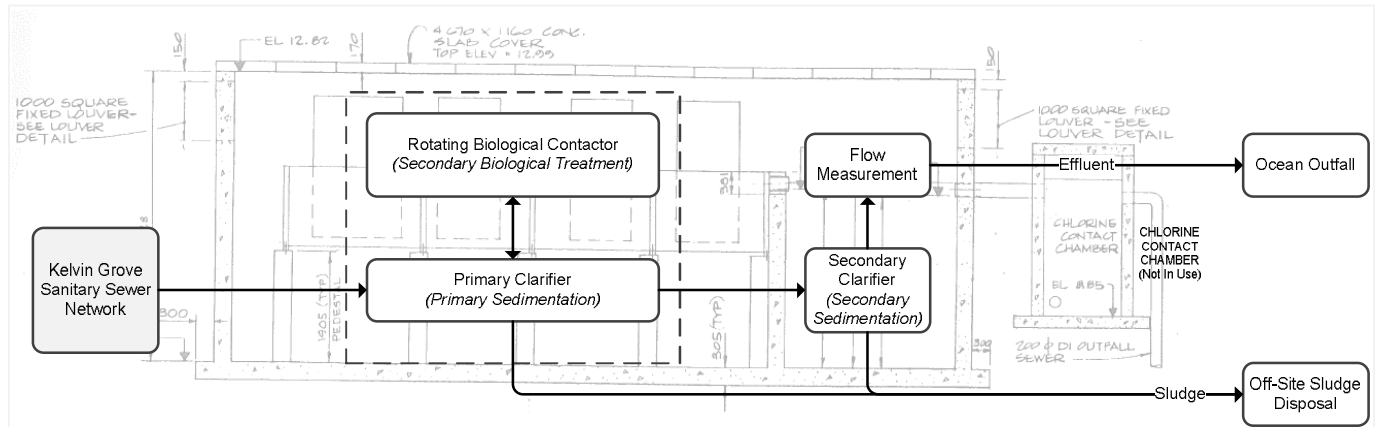 150
EL 12.82
170
4670 X 1160 CONC.
SLAB COVER
TOP ELEV = 12.99
150
1000 SQUARE
FIXED LOUVER-
SEE LOUVER
DETAIL
1000 SQUARE FIXED
LOUVER - SEE
LOUVER DETAIL
Rotating Biological Contactor
(Secondary Biological Treatment)
Flow
Measurement
Effluent
Ocean Outfall
381
Kelvin Grove
Sanitary Sewer
Network
Primary Clarifier
(Primary Sedimentation)
Secondary
Clarifier
(Secondary
Sedimentation)
CHLORINE
CONTACT
CHAMBER
CHLORINE
CONTACT
CHAMBER
(Not In Use)
300
1905 (TYP)
PEDESTAL
305 (TYP)
300
200 φ DI OUTFALL
SEWER
Sludge
Off-Site Sludge
Disposal